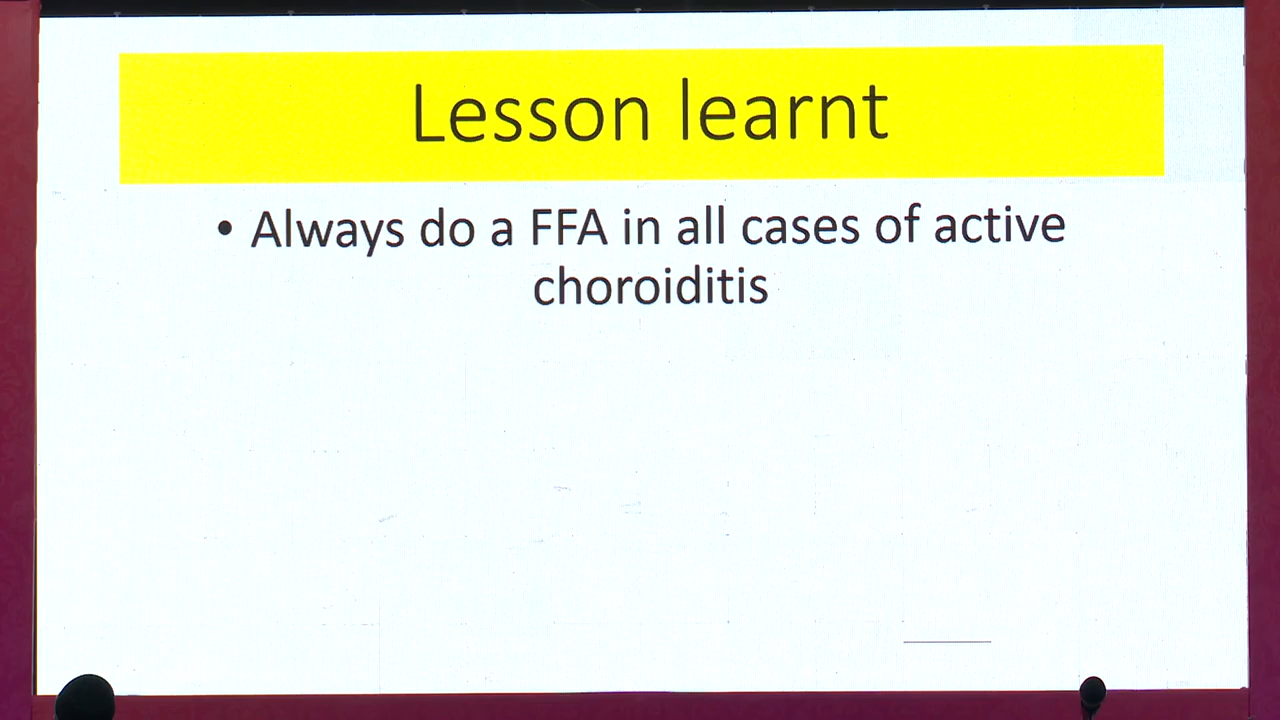 Lesson learnt
• Always do a FFA in all cases of active
choroiditis